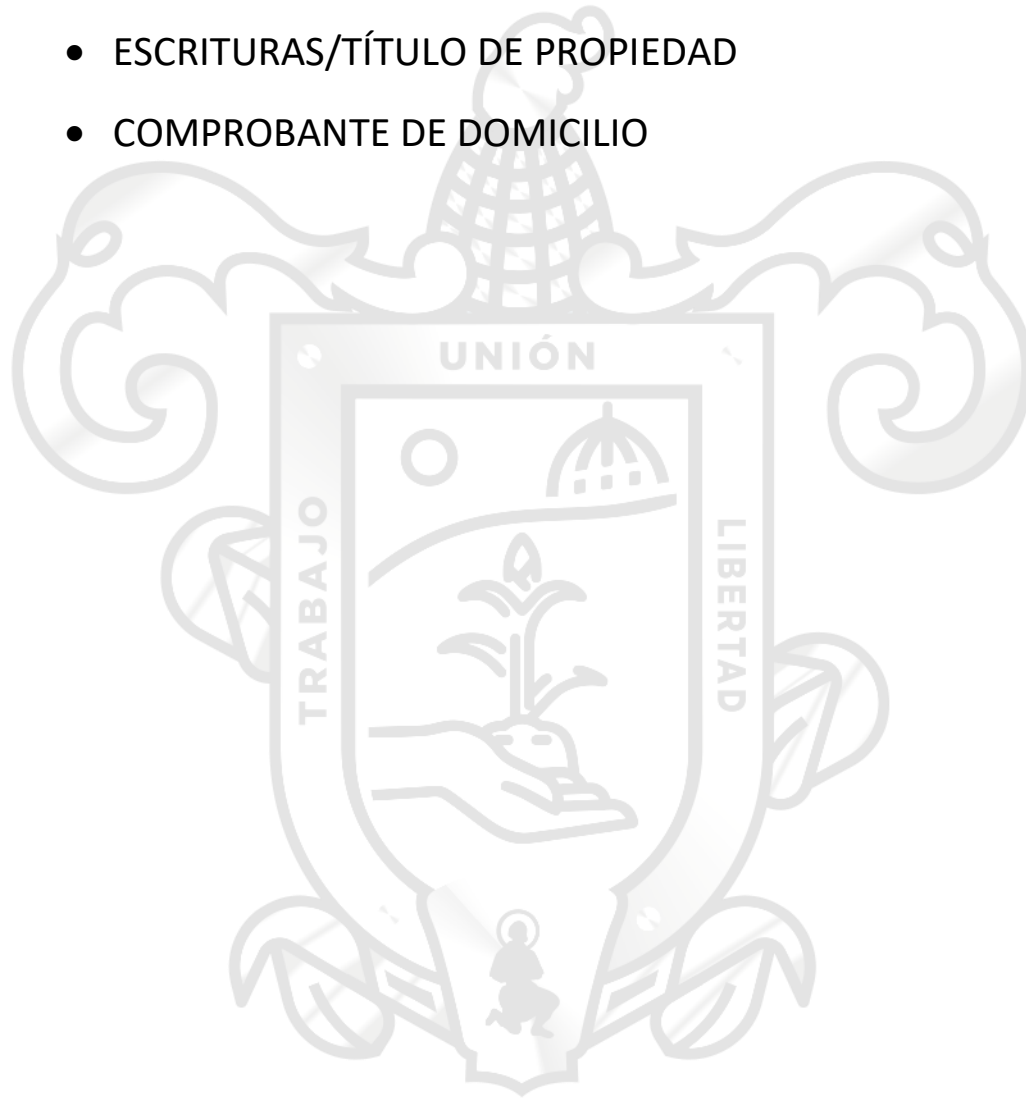 • ESCRITURAS/TÍTULO DE PROPIEDAD
• COMPROBANTE DE DOMICILIO
UNIÓN
TRABAJO
LIBERTAD